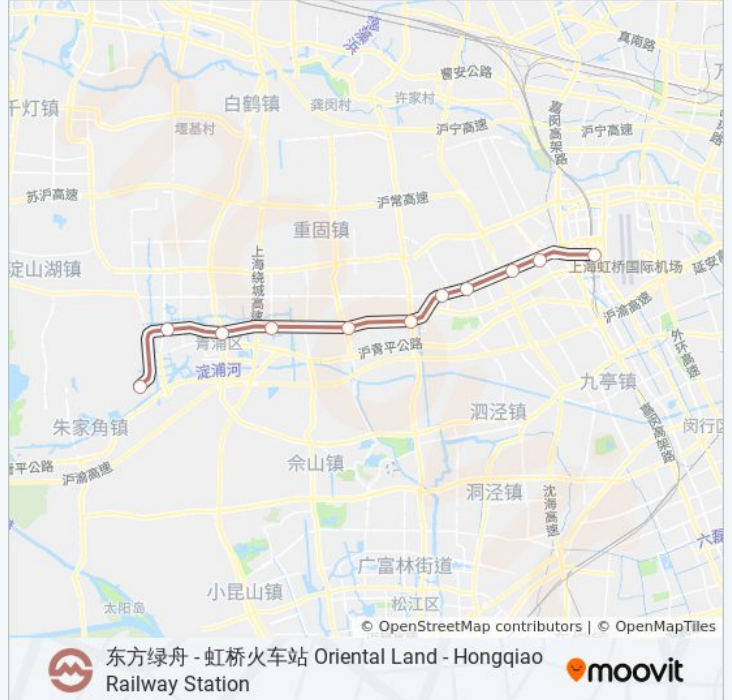 真南路
曹安公路
千灯镇
白鹤镇
龚闵村
许家村
堰基村
沪宁高速
沪宁高速
嘉闵高架路
苏沪高速
沪常高速
重固镇
上海绕城高速
淀山湖镇
上海虹桥国际机场
延安高
沪渝高速
青浦区
沪青平公路
外环高速
淀浦河
九亭镇
朱家角镇
泗泾镇
嘉闵高架路
闵行区
青平公路
沪渝高速
佘山镇
洞泾镇
沈海高速
六磊
广富林街道
小昆山镇
太阳岛
松江区
© OpenStreetMap contributors | © OpenMapTiles
东方绿舟 - 虹桥火车站 Oriental Land - Hongqiao
Railway Station
moovit